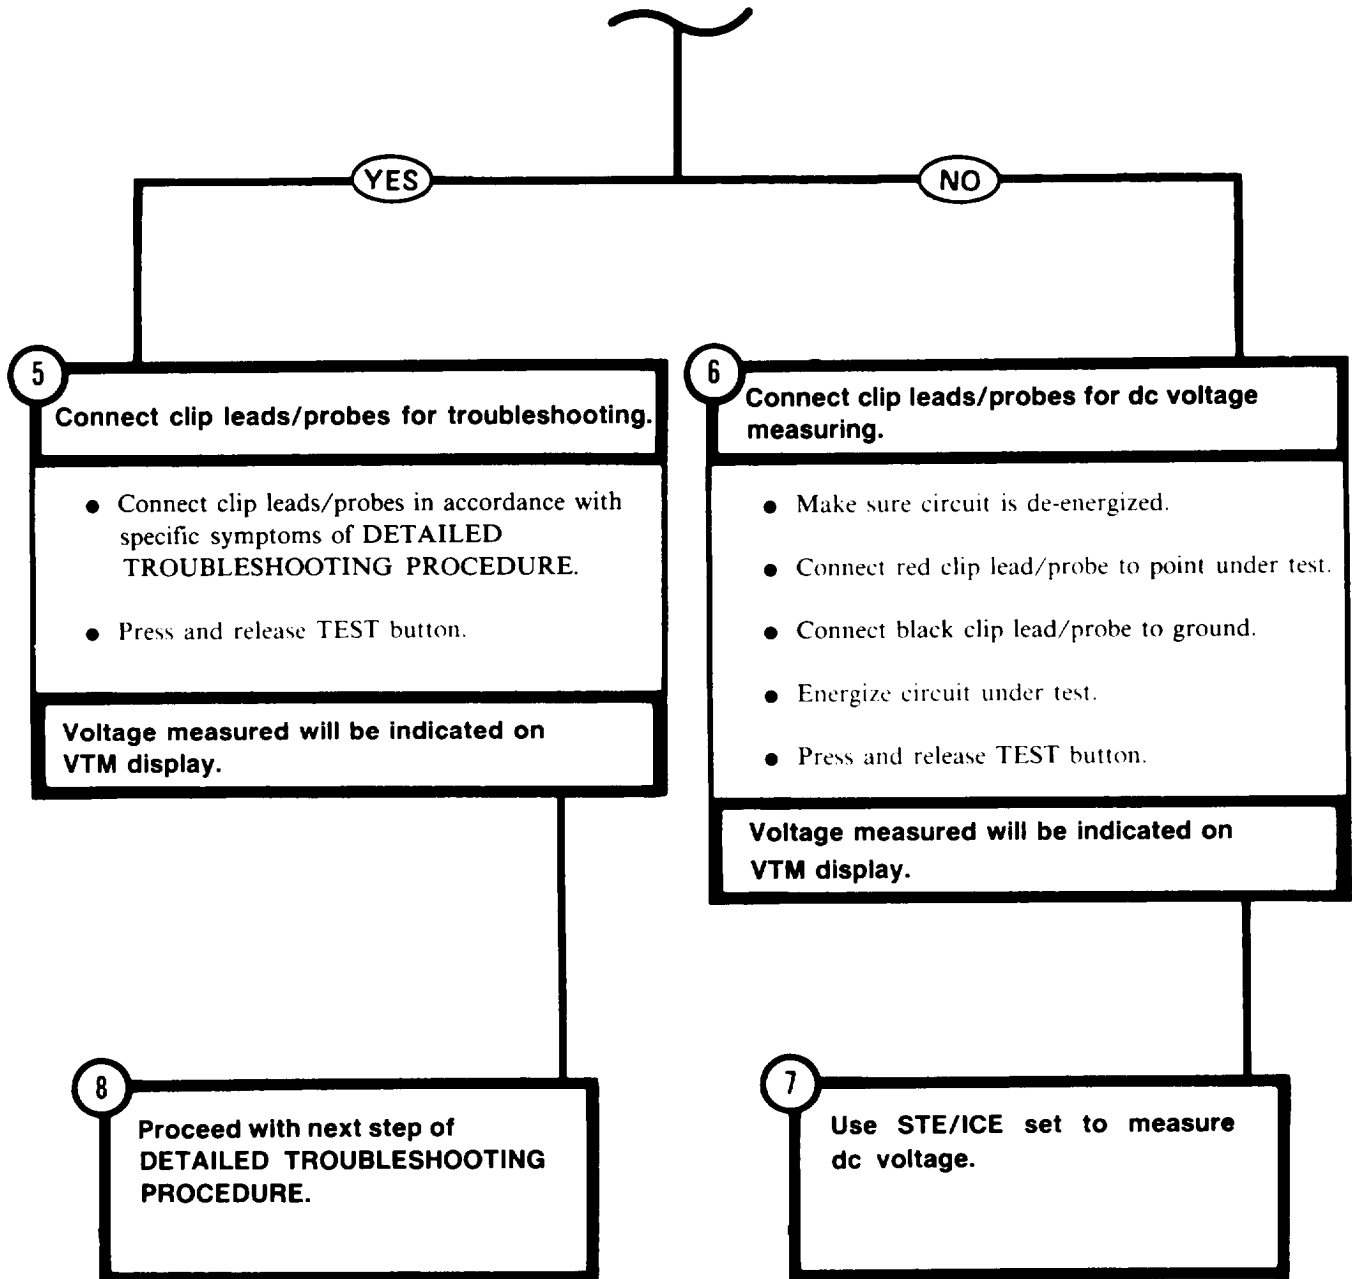 YES
NO
5
Connect clip leads/probes for troubleshooting.
● Connect clip leads/probes in accordance with
specific symptoms of DETAILED
TROUBLESHOOTING PROCEDURE.
● Press and release TEST button.
Voltage measured will be indicated on
VTM display.
6
Connect clip leads/probes for dc voltage
measuring.
● Make sure circuit is de-energized.
● Connect red clip lead/probe to point under test.
● Connect black clip lead/probe to ground.
● Energize circuit under test.
● Press and release TEST button.
Voltage measured will be indicated on
VTM display.
8
Proceed with next step of
DETAILED TROUBLESHOOTING
PROCEDURE.
7
Use STE/ICE set to measure
dc voltage.